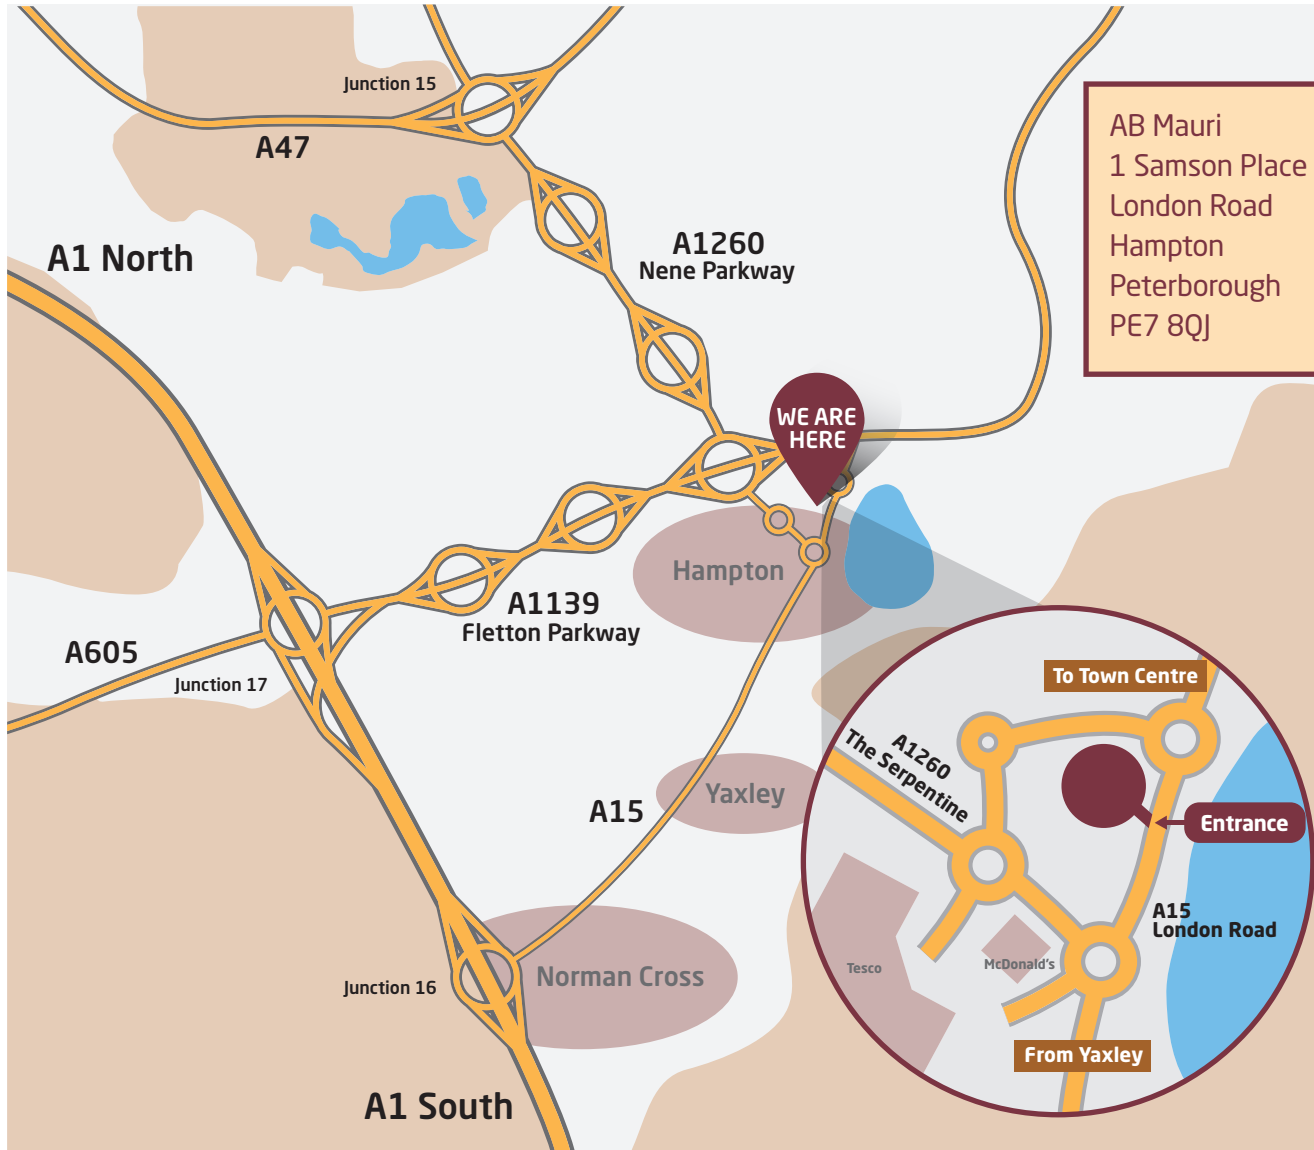 Junction 15
A47
A1 North
A1260
Nene Parkway
AB Mauri
1 Samson Place
London Road
Hampton
Peterborough
PE7 8QJ
WE ARE
HERE
Hampton
A1139
Fletton Parkway
A605
Junction 17
A15
Yaxley
Norman Cross
Junction 16
A1 South
To Town Centre
A1260
The Serpentine
Entrance
A15
London Road
Tesco
McDonald's
From Yaxley